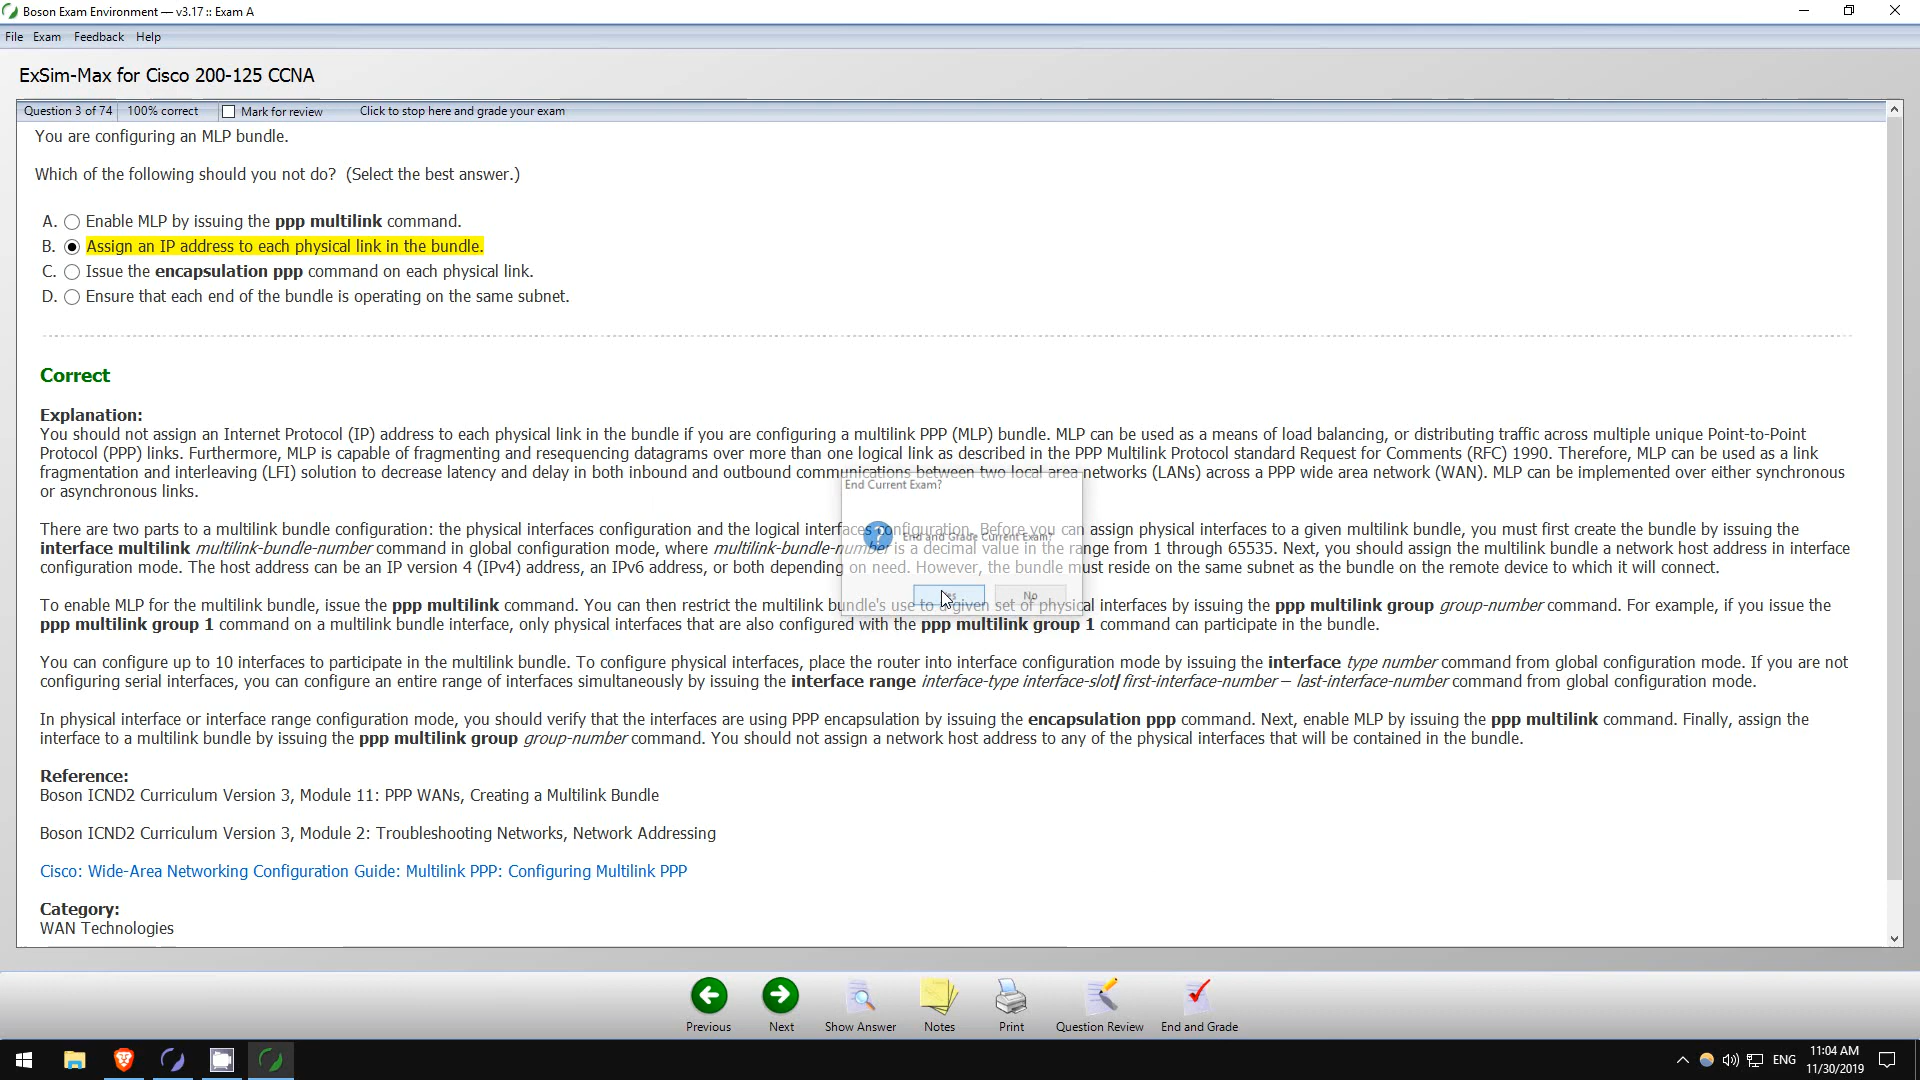 Boson Exam Environment — v3.17 :: Exam A
File Exam Feedback Help
ExSim-Max for Cisco 200-125 CCNA
Question 3 of 74 100% correct Mark for review Click to stop here and grade your exam
You are configuring an MLP bundle.
Which of the following should you not do? (Select the best answer.)
A. Enable MLP by issuing the ppp multilink command.
B. Assign an IP address to each physical link in the bundle.
C. Issue the encapsulation ppp command on each physical link.
D. Ensure that each end of the bundle is operating on the same subnet.
Correct
Explanation:
You should not assign an Internet Protocol (IP) address to each physical link in the bundle if you are configuring a multilink PPP (MLP) bundle. MLP can be used as a means of load balancing, or distributing traffic across multiple unique Point-to-Point
Protocol (PPP) links. Furthermore, MLP is capable of fragmenting and resequencing datagrams over more than one logical link as described in the PPP Multilink Protocol standard Request for Comments (RFC) 1990. Therefore, MLP can be used as a link
fragmentation and interleaving (LFI) solution to decrease latency and delay in both inbound and outbound communications between two local area networks (LANs) across a PPP wide area network (WAN). MLP can be implemented over either synchronous
or asynchronous links.
End Current Exam?
There are two parts to a multilink bundle configuration: the physical interfaces configuration and the logical interfaces configuration. Before you can assign physical interfaces to a given multilink bundle, you must first create the bundle by issuing the
End and Grade Current Exam?
interface multilink multilink-bundle-number command in global configuration mode, where multilink-bundle-number is a decimal value in the range from 1 through 65535. Next, you should assign the multilink bundle a network host address in interface
configuration mode. The host address can be an IP version 4 (IPv4) address, an IPv6 address, or both depending on need. However, the bundle must reside on the same subnet as the bundle on the remote device to which it will connect.
No
To enable MLP for the multilink bundle, issue the ppp multilink command. You can then restrict the multilink bundle's use to a given set of physical interfaces by issuing the ppp multilink group group-number command. For example, if you issue the
ppp multilink group 1 command on a multilink bundle interface, only physical interfaces that are also configured with the ppp multilink group 1 command can participate in the bundle.
You can configure up to 10 interfaces to participate in the multilink bundle. To configure physical interfaces, place the router into interface configuration mode by issuing the interface type number command from global configuration mode. If you are not
configuring serial interfaces, you can configure an entire range of interfaces simultaneously by issuing the interface range interface-type interface-slot/first-interface-number – last-interface-number command from global configuration mode.
In physical interface or interface range configuration mode, you should verify that the interfaces are using PPP encapsulation by issuing the encapsulation ppp command. Next, enable MLP by issuing the ppp multilink command. Finally, assign the
interface to a multilink bundle by issuing the ppp multilink group group-number command. You should not assign a network host address to any of the physical interfaces that will be contained in the bundle.
Reference:
Boson ICND2 Curriculum Version 3, Module 11: PPP WANs, Creating a Multilink Bundle
Boson ICND2 Curriculum Version 3, Module 2: Troubleshooting Networks, Network Addressing
Cisco: Wide-Area Networking Configuration Guide: Multilink PPP: Configuring Multilink PPP
Category:
WAN Technologies
Previous Next Show Answer Notes Print Question Review End and Grade
ENG 11:04 AM
11/30/2019